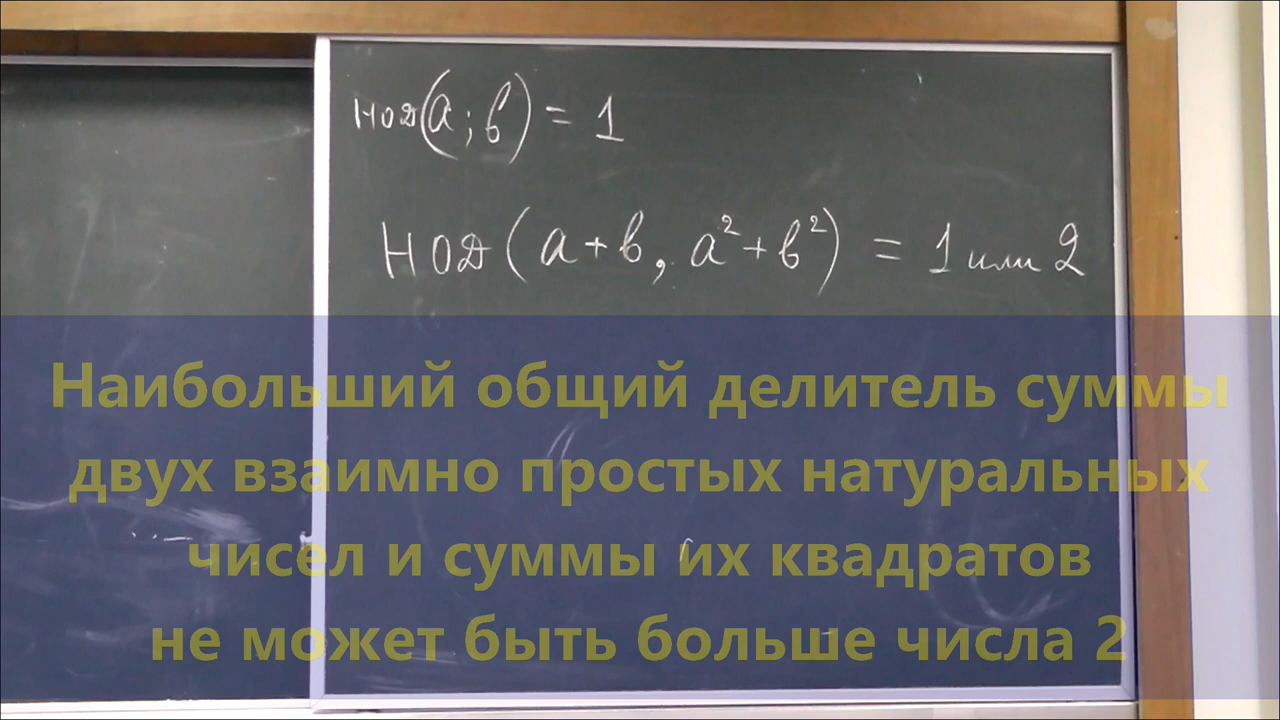 НОД(a; b) = 1
НОД(a+b, a²+b²) = 1 или 2
Наибольший общий делитель суммы
двух взаимно простых натуральных
чисел и суммы их квадратов
не может быть больше числа 2